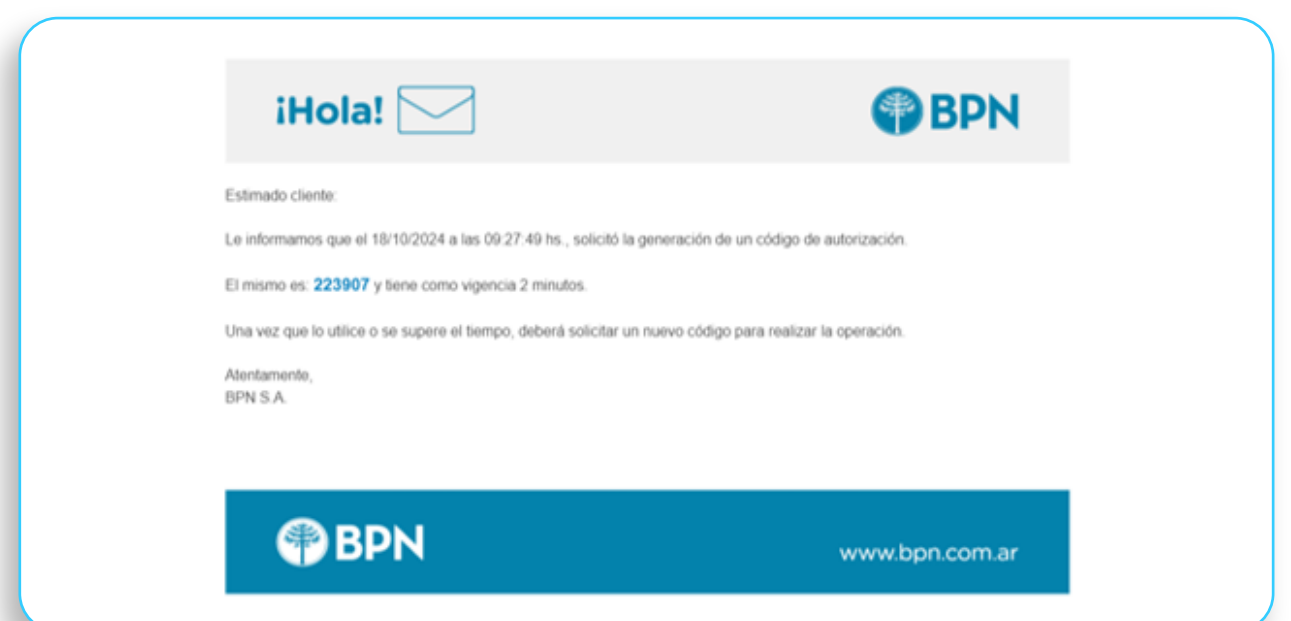 ¡Hola!
BPN
Estimado cliente:
Le informamos que el 18/10/2024 a las 09:27:49 hs., solicitó la generación de un código de autorización.
El mismo es: 223907 y tiene como vigencia 2 minutos.
Una vez que lo utilice o se supere el tiempo, deberá solicitar un nuevo código para realizar la operación.
Atentamente,
BPN S.A.
BPN
www.bpn.com.ar